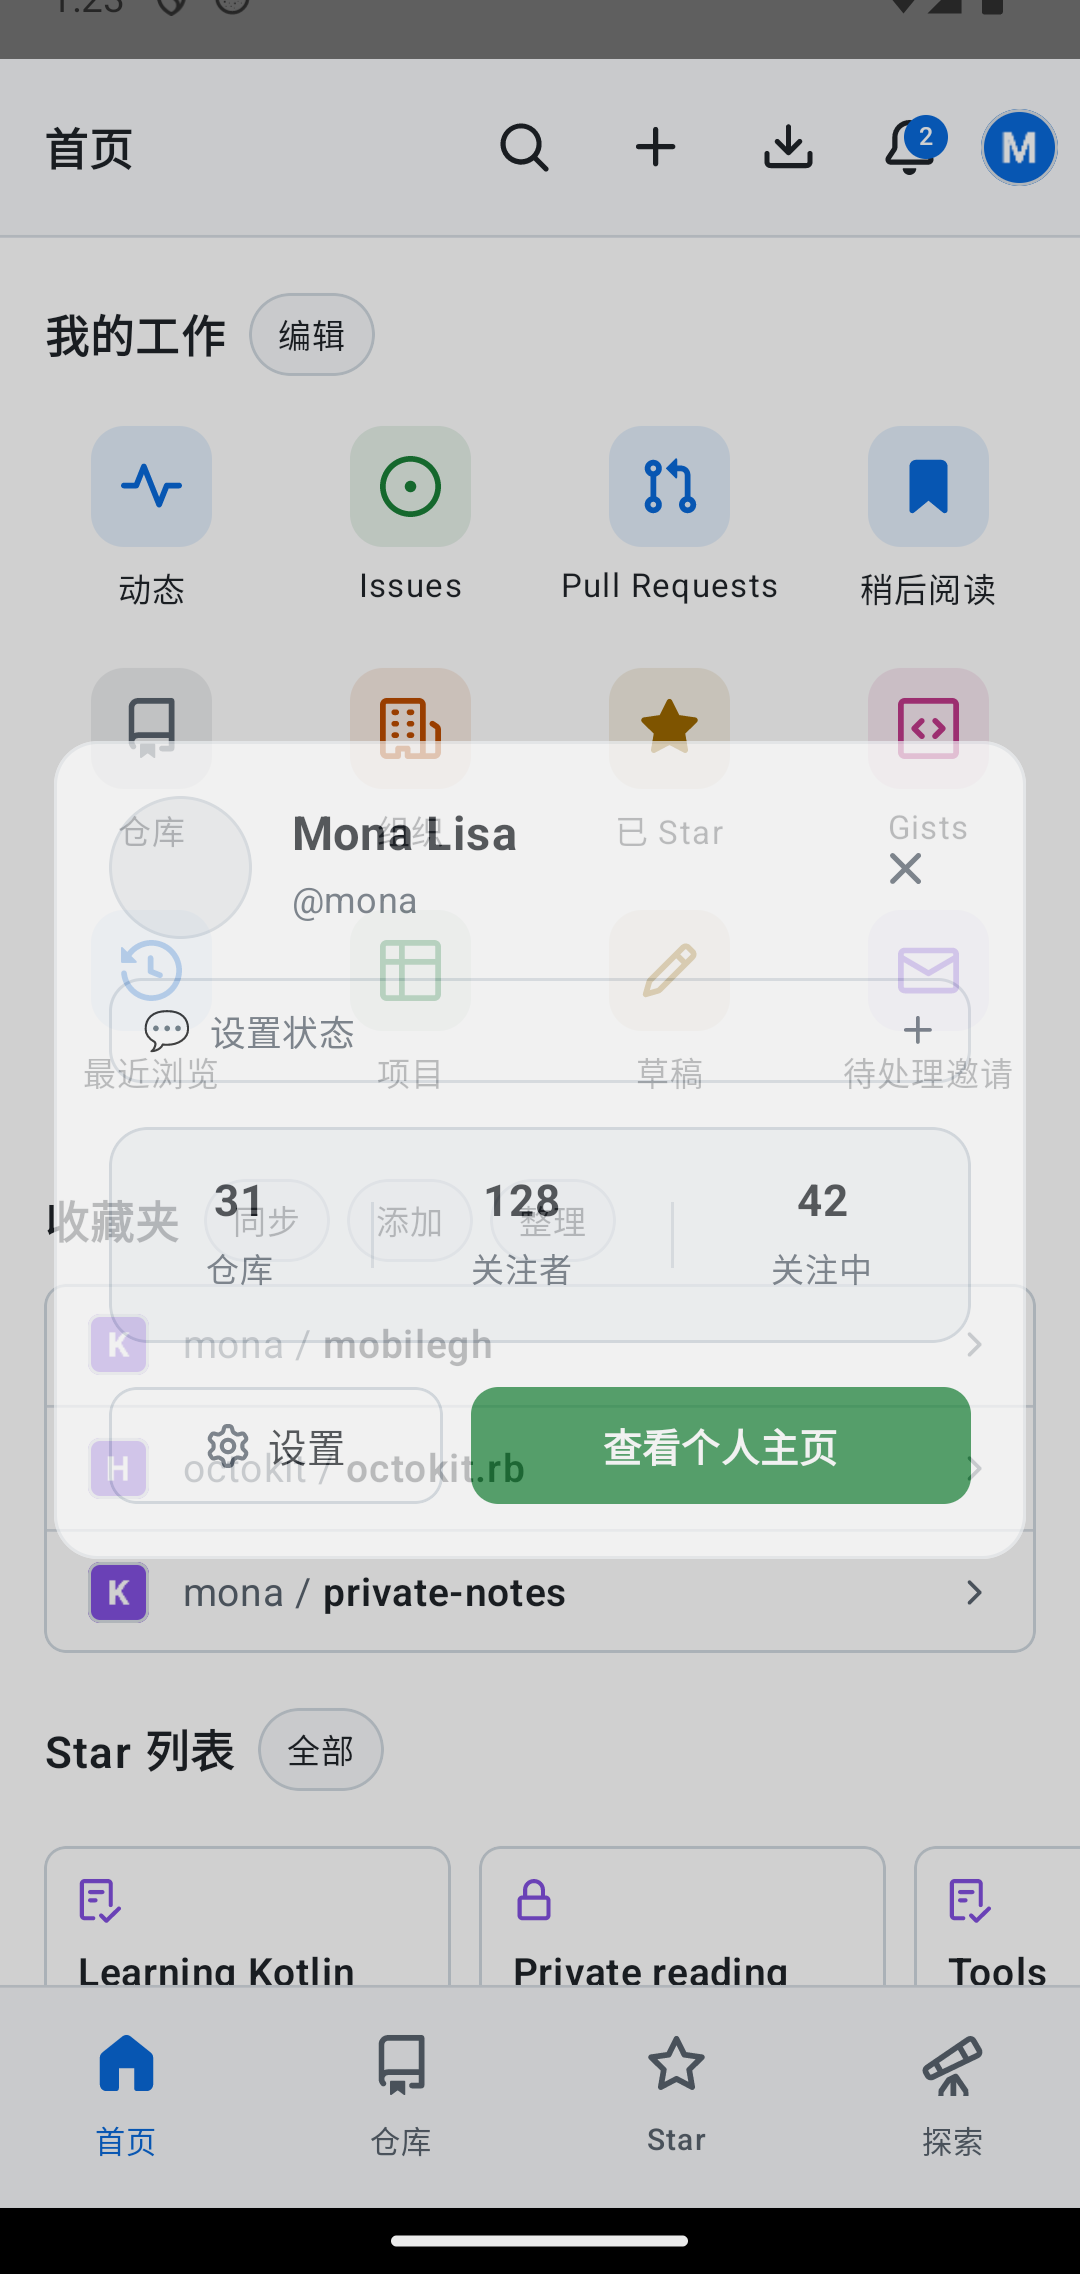 1:23
首页
2
M
我的工作
编辑
动态
Issues
Pull Requests
稍后阅读
仓库
组织
已 Star
Gists
Mona Lisa
@mona
设置状态
最近浏览
项目
草稿
待处理邀请
收藏夹
同步
添加
整理
31
128
42
仓库
关注者
关注中
K
mona / mobilegh
设置
查看个人主页
H
octokit / octokit.rb
K
mona / private-notes
Star 列表
全部
Learning Kotlin
Private reading
Tools
首页
仓库
Star
探索